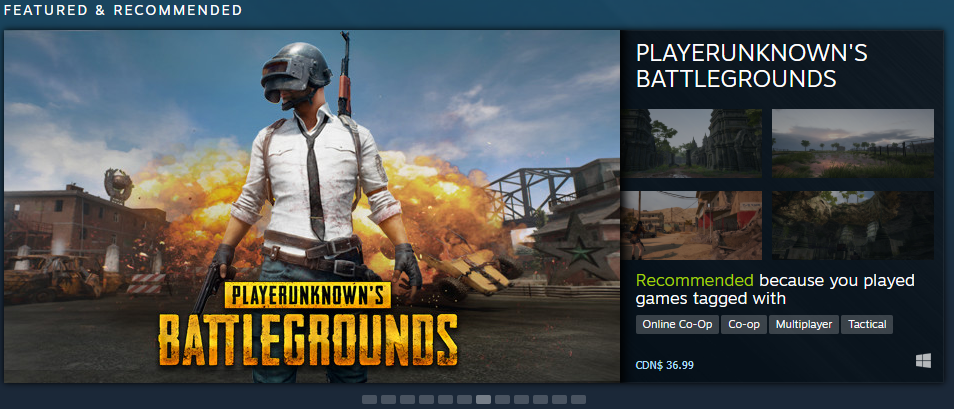 FEATURED & RECOMMENDED
PLAYERUNKNOWN'S
BATTLEGROUNDS
PLAYERUNKNOWN'S
BATTLEGROUNDS
Recommended because you played
games tagged with
Online Co-Op Co-op Multiplayer Tactical
CDN$ 36.99